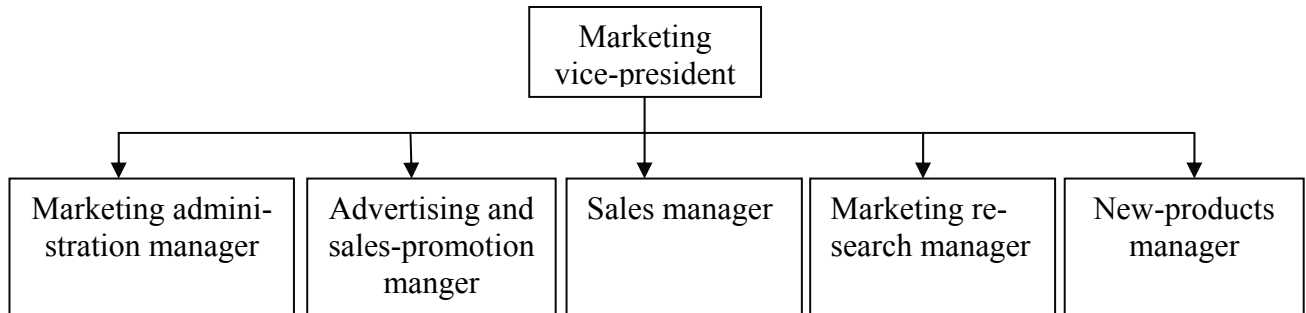 Marketing
vice-president
Marketing admini-
stration manager
Advertising and
sales-promotion
manger
Sales manager
Marketing re-
search manager
New-products
manager